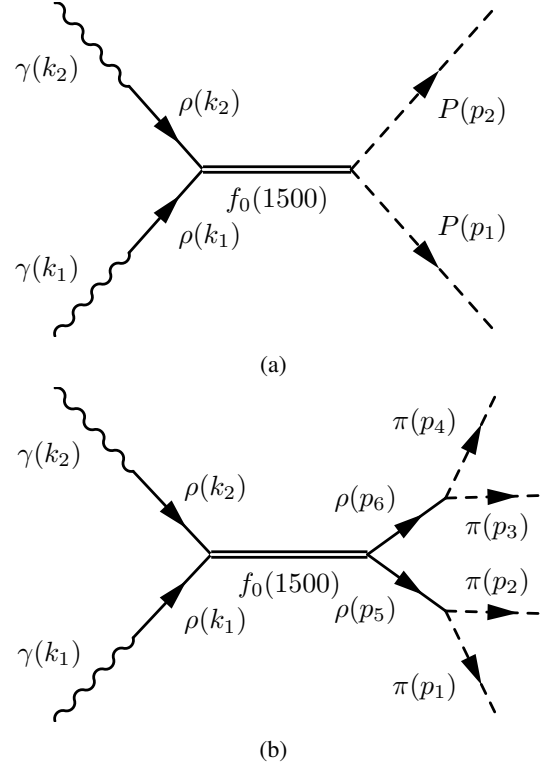 γ(k₂)
ρ(k₂)
P(p₂)
f₀(1500)
ρ(k₁)
P(p₁)
γ(k₁)
(a)
π(p₄)
γ(k₂)
ρ(k₂)
ρ(p₆)
π(p₃)
f₀(1500)
π(p₂)
ρ(k₁)
ρ(p₅)
γ(k₁)
π(p₁)
(b)